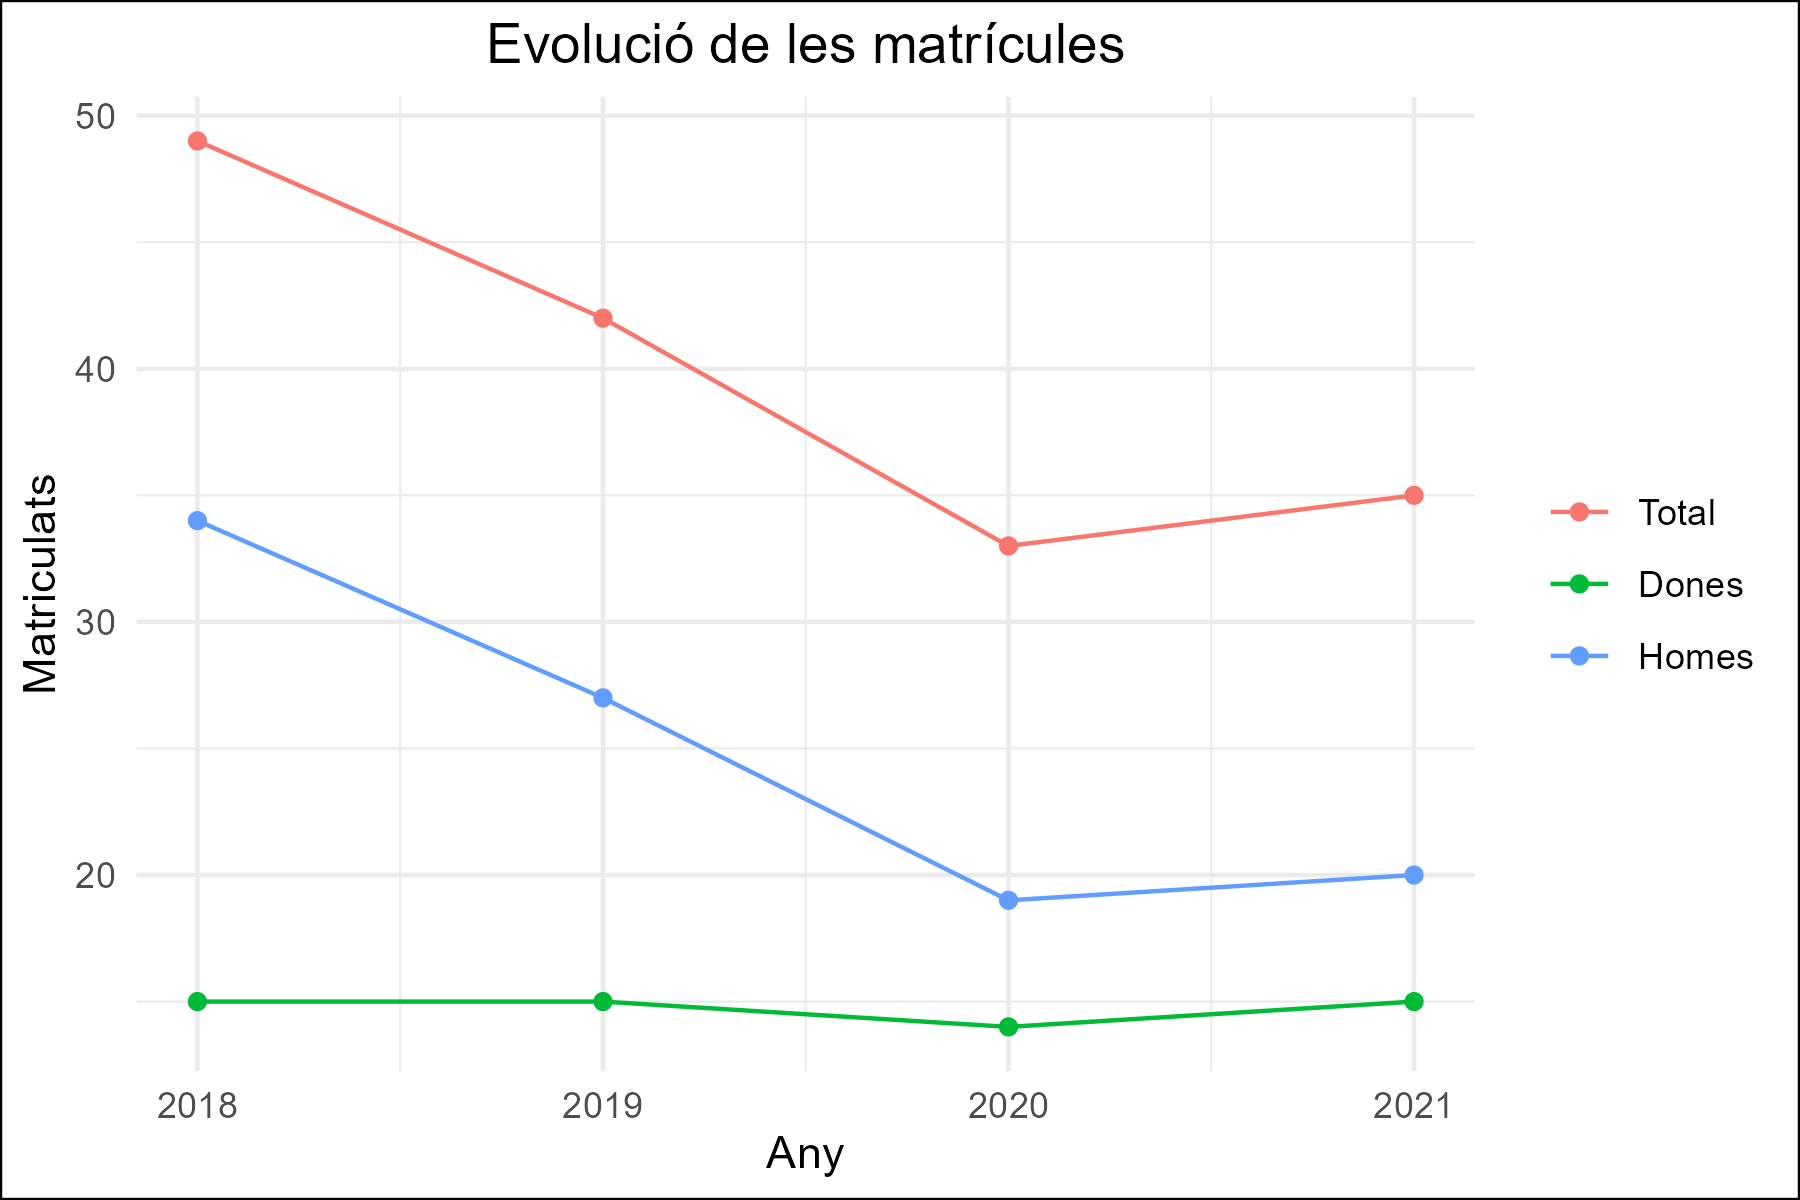 Evolució de les matrícules
50
40
30
20
Matriculats
2018
2019
2020
2021
Any
Total
Dones
Homes